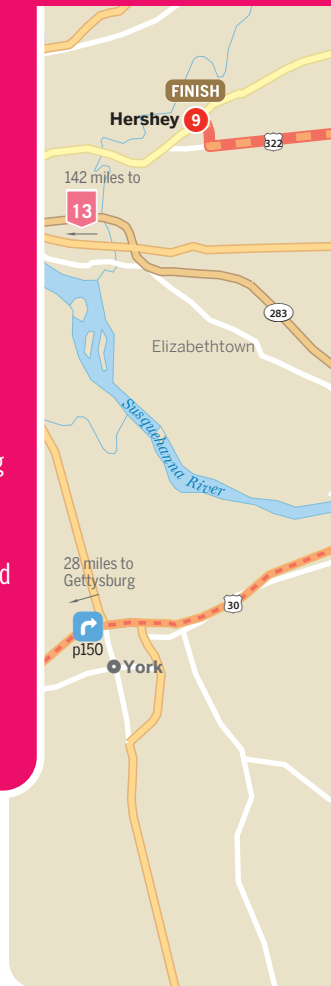 FINISH
Hershey 9
322
142 miles to
13
283
Elizabethtown
Susquehanna River
g
d
28 miles to
Gettysburg
30
p150
York